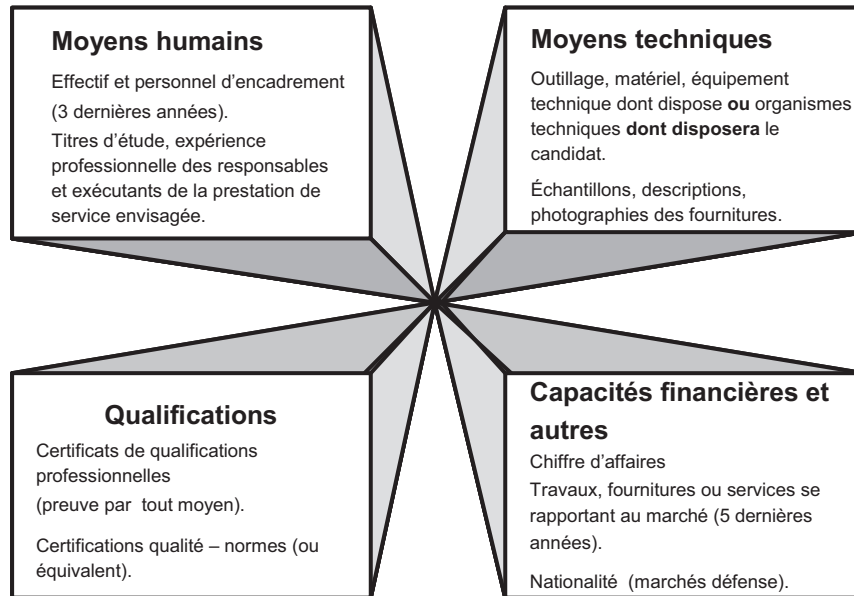 Moyens humains
Effectif et personnel d’encadrement
(3 dernières années).
Titres d’étude, expérience
professionnelle des responsables
et exécutants de la prestation de
service envisagée.
Moyens techniques
Outillage, matériel, équipement
technique dont dispose ou organismes
techniques dont disposera le
candidat.
Échantillons, descriptions,
photographies des fournitures.
Qualifications
Certificats de qualifications
professionnelles
(preuve par tout moyen).
Certifications qualité – normes (ou
équivalent).
Capacités financières et
autres
Chiffre d’affaires
Travaux, fournitures ou services se
rapportant au marché (5 dernières
années).
Nationalité (marchés défense).